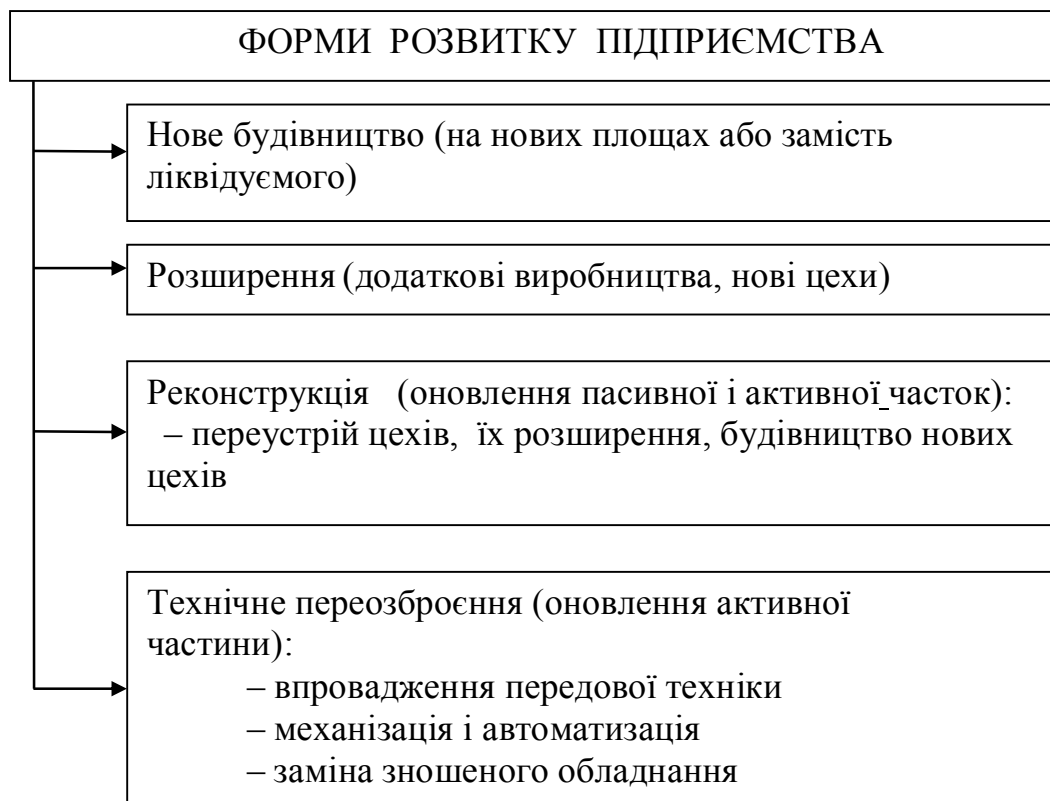 ФОРМИ РОЗВИТКУ ПІДПРИЄМСТВА
Нове будівництво (на нових площах або замість
ліквідуємого)
Розширення (додаткові виробництва, нові цехи)
Реконструкція (оновлення пасивної і активної часток):
– переустрій цехів, їх розширення, будівництво нових
цехів
Технічне переозброєння (оновлення активної
частини):
– впровадження передової техніки
– механізація і автоматизація
– заміна зношеного обладнання